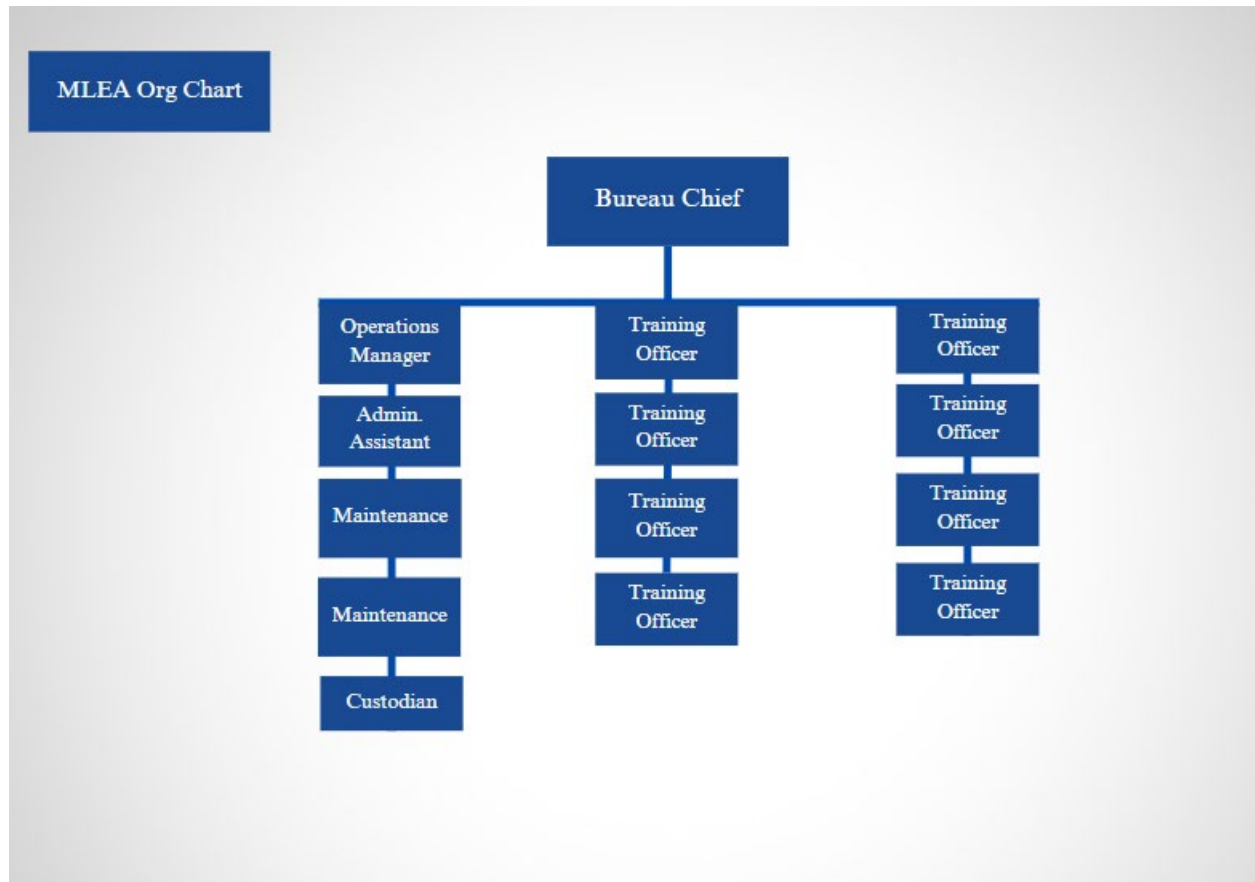 MLEA Org Chart
Bureau Chief
Operations
Manager
Admin.
Assistant
Maintenance
Maintenance
Custodian
Training
Officer
Training
Officer
Training
Officer
Training
Officer
Training
Officer
Training
Officer
Training
Officer
Training
Officer